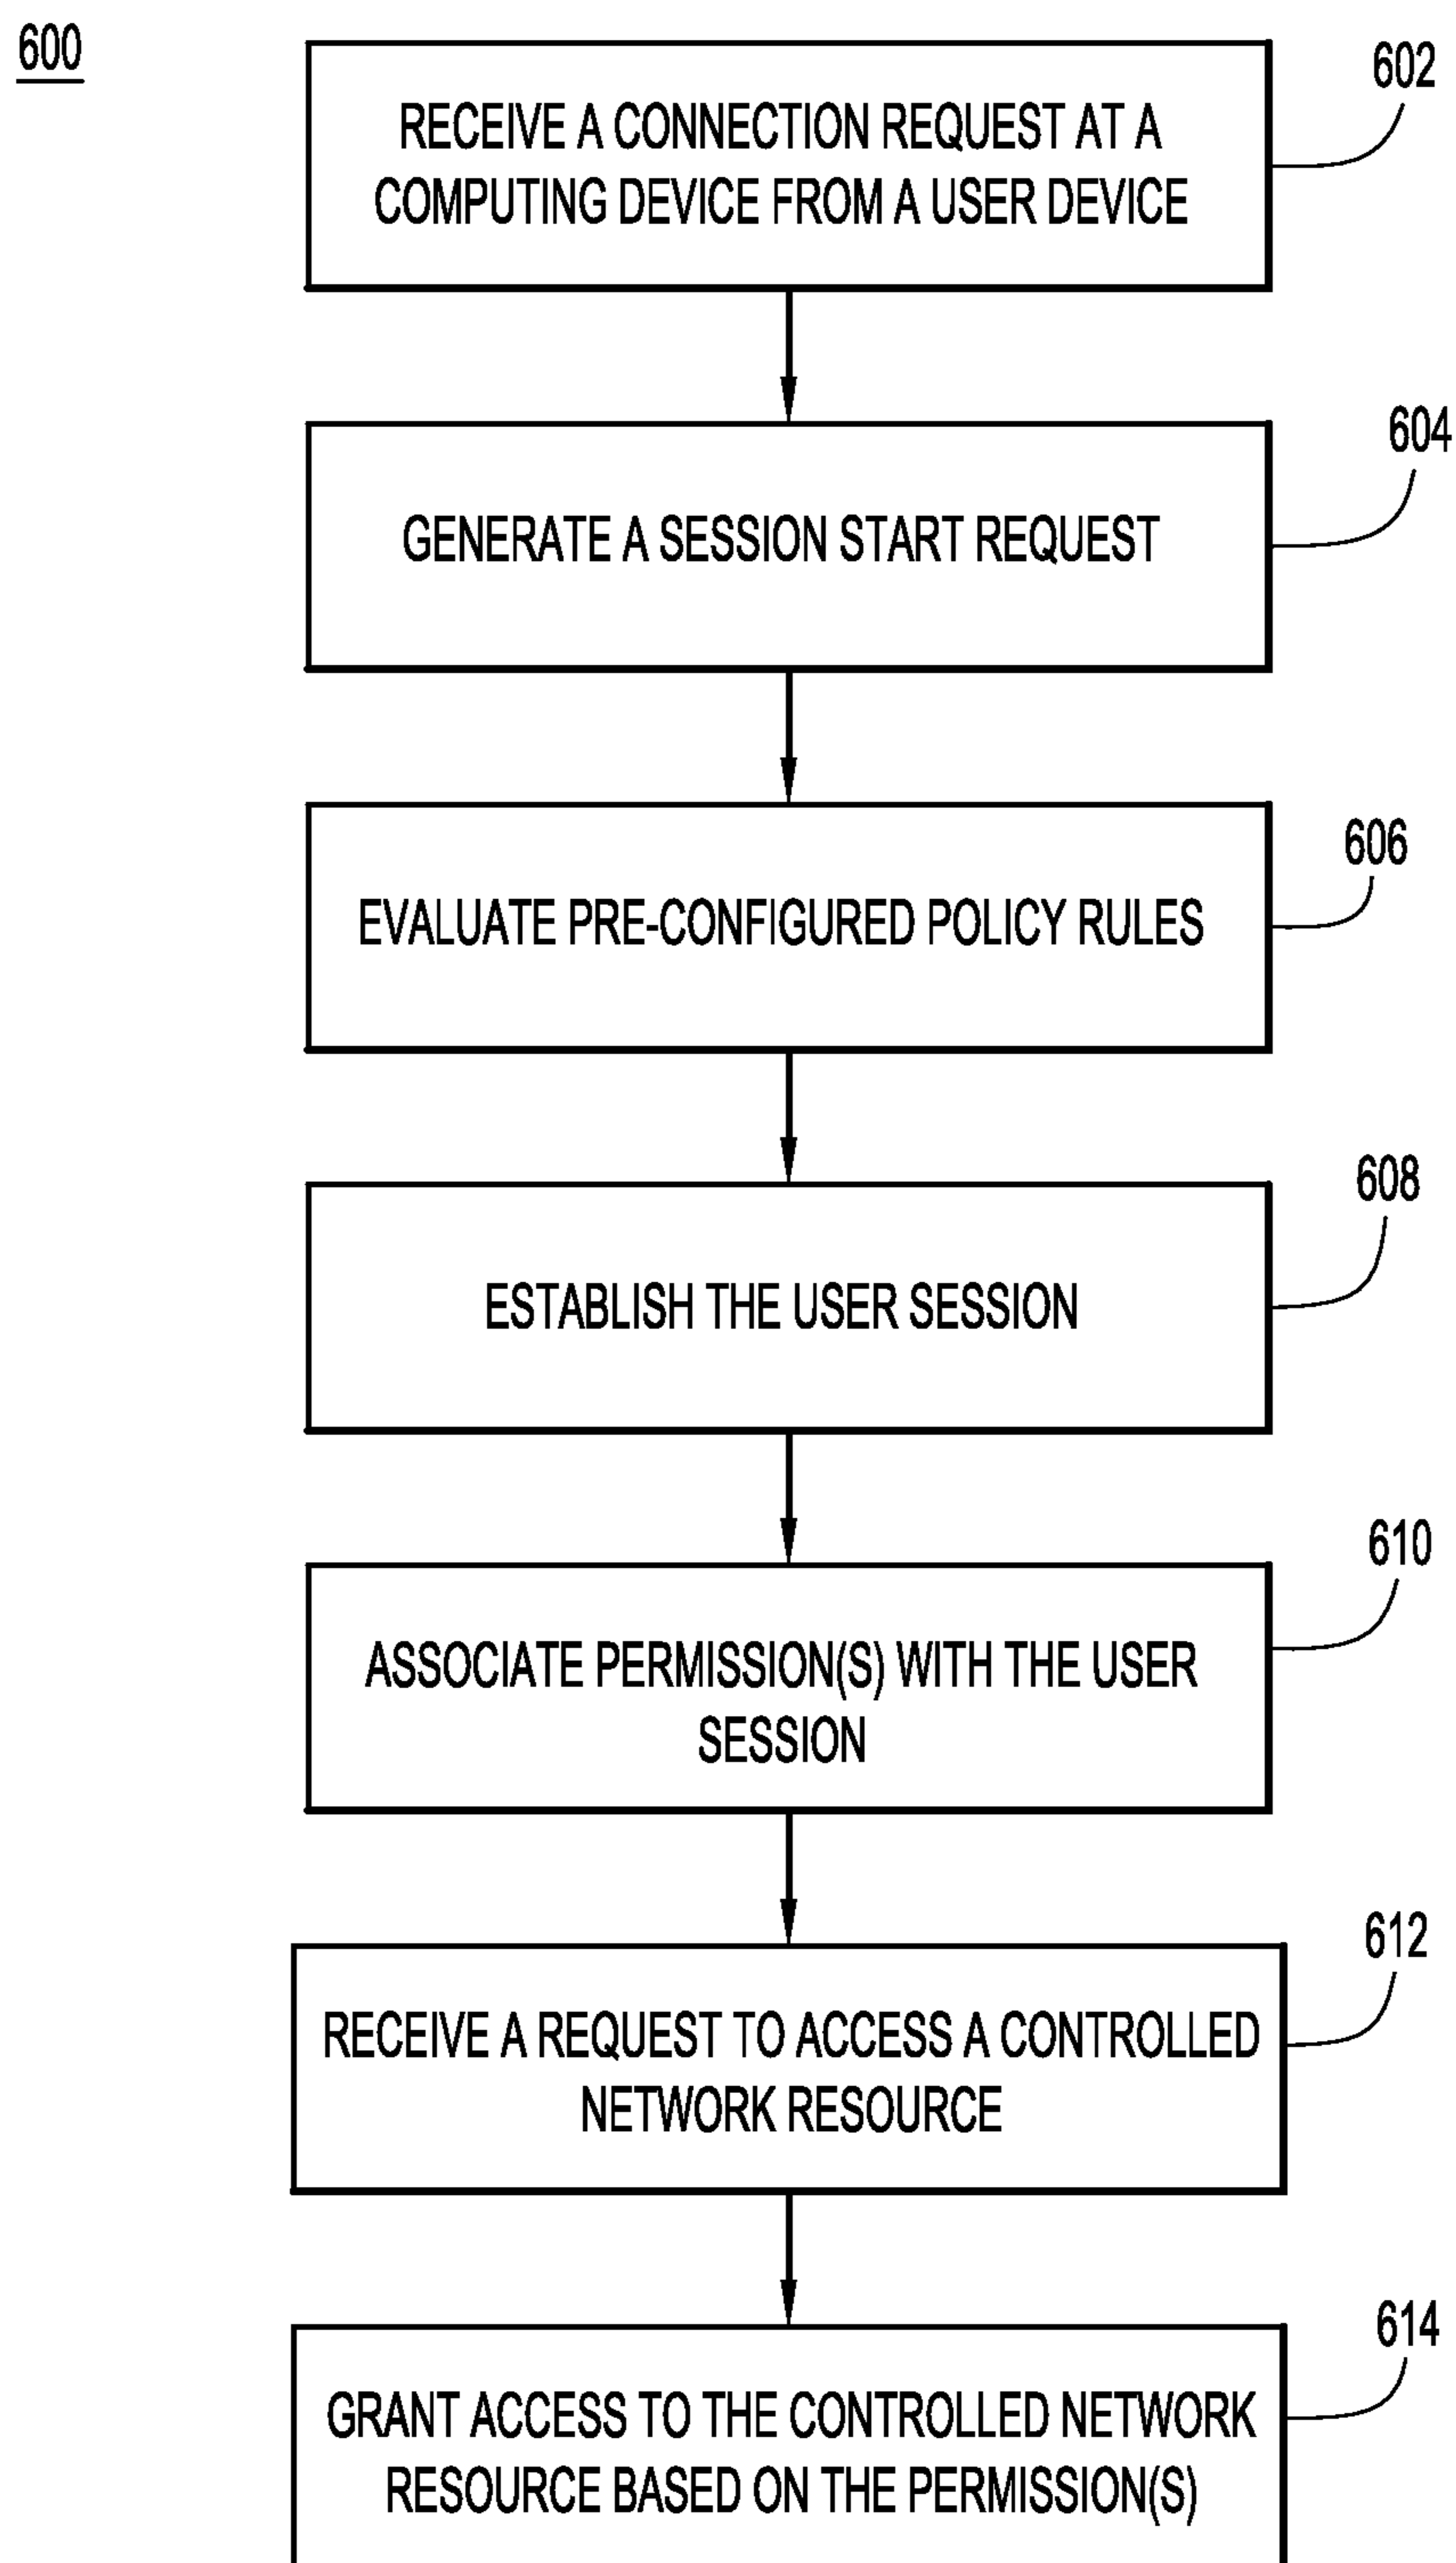 600
602
RECEIVE A CONNECTION REQUEST AT A
COMPUTING DEVICE FROM A USER DEVICE
604
GENERATE A SESSION START REQUEST
606
EVALUATE PRE-CONFIGURED POLICY RULES
608
ESTABLISH THE USER SESSION
610
ASSOCIATE PERMISSION(S) WITH THE USER
SESSION
612
RECEIVE A REQUEST TO ACCESS A CONTROLLED
NETWORK RESOURCE
614
GRANT ACCESS TO THE CONTROLLED NETWORK
RESOURCE BASED ON THE PERMISSION(S)